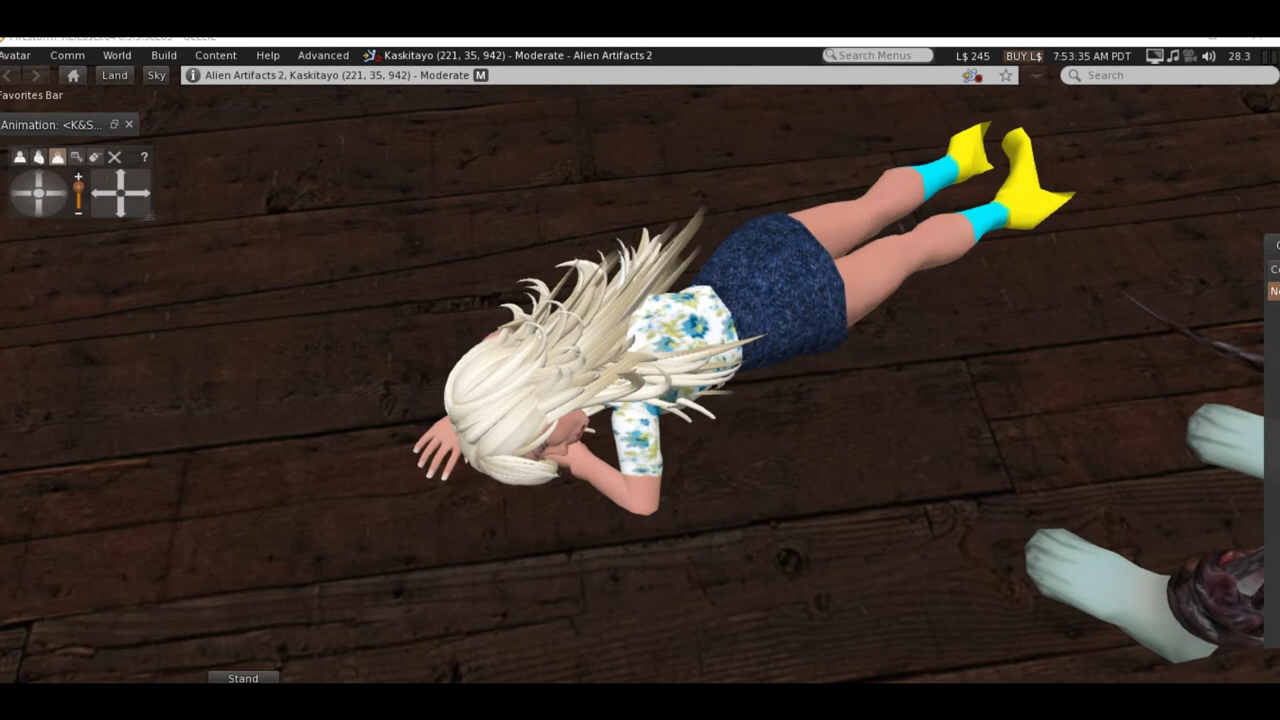 Avatar Comm World Build Content Help Advanced Kaskitayo (221, 35, 942) - Moderate - Alien Artifacts 2 Search Menus L$ 245 BUY L$ 7:53:35 AM PDT 28.3
Land Sky Alien Artifacts 2, Kaskitayo (221, 35, 942) - Moderate M Search
Favorites Bar
Animation: <K&S...
?
+
-
Stand